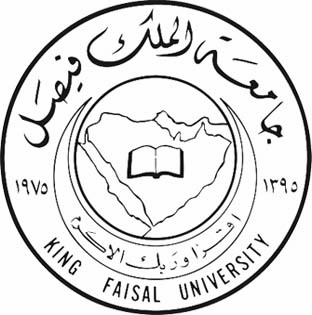 جامعة الملك فيصل
١٣٩٥
١٩٧٥
اقرأ وربك الأكرم
KING FAISAL UNIVERSITY